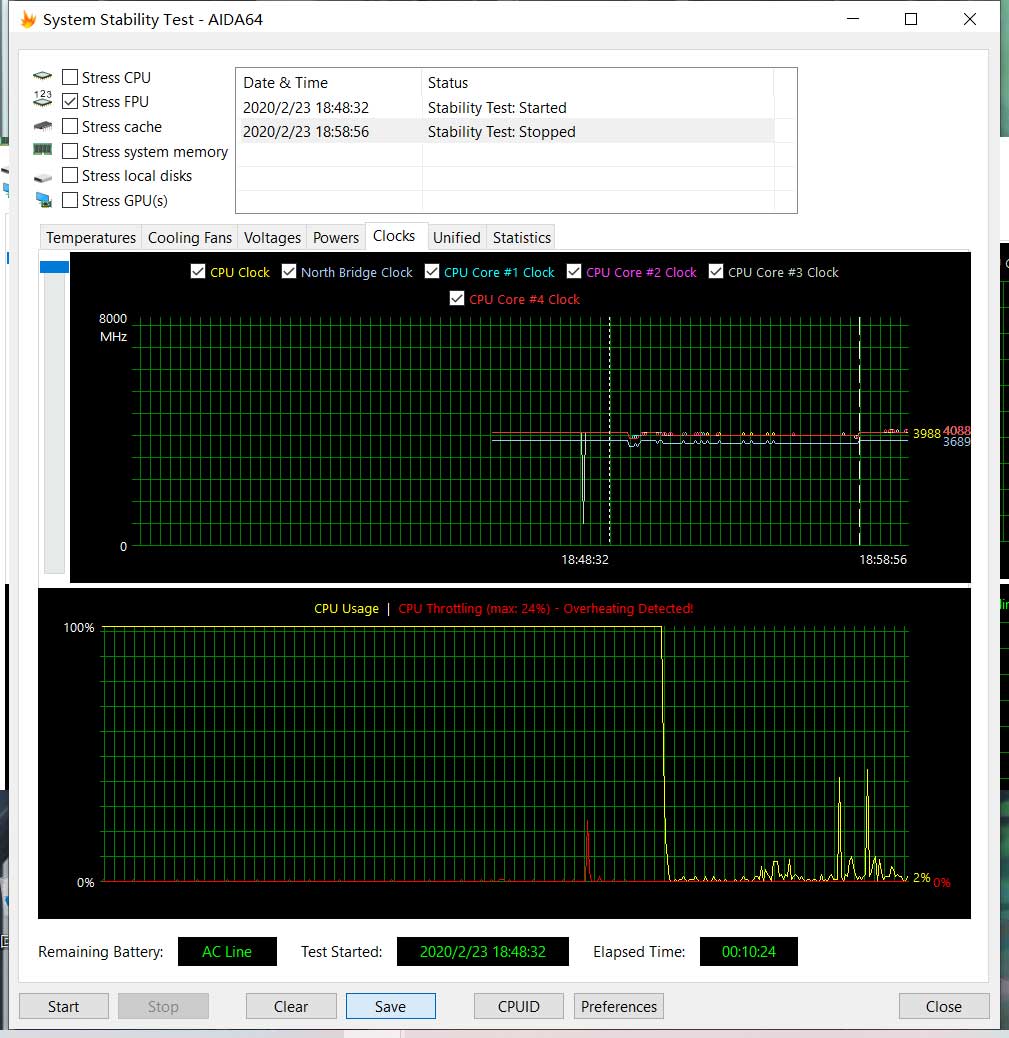 System Stability Test - AIDA64
Stress CPU
123
Stress FPU
Stress cache
Stress system memory
Stress local disks
Stress GPU(s)
Date & Time Status
2020/2/23 18:48:32 Stability Test: Started
2020/2/23 18:58:56 Stability Test: Stopped
Temperatures Cooling Fans Voltages Powers Clocks Unified Statistics
CPU Clock North Bridge Clock CPU Core #1 Clock CPU Core #2 Clock CPU Core #3 Clock
CPU Core #4 Clock
8000
MHz
3988 4088
3689
0
18:48:32 18:58:56
CPU Usage | CPU Throttling (max: 24%) - Overheating Detected!
100%
0% 2% 0%
Remaining Battery: AC Line Test Started: 2020/2/23 18:48:32 Elapsed Time: 00:10:24
Start Stop Clear Save CPUID Preferences Close